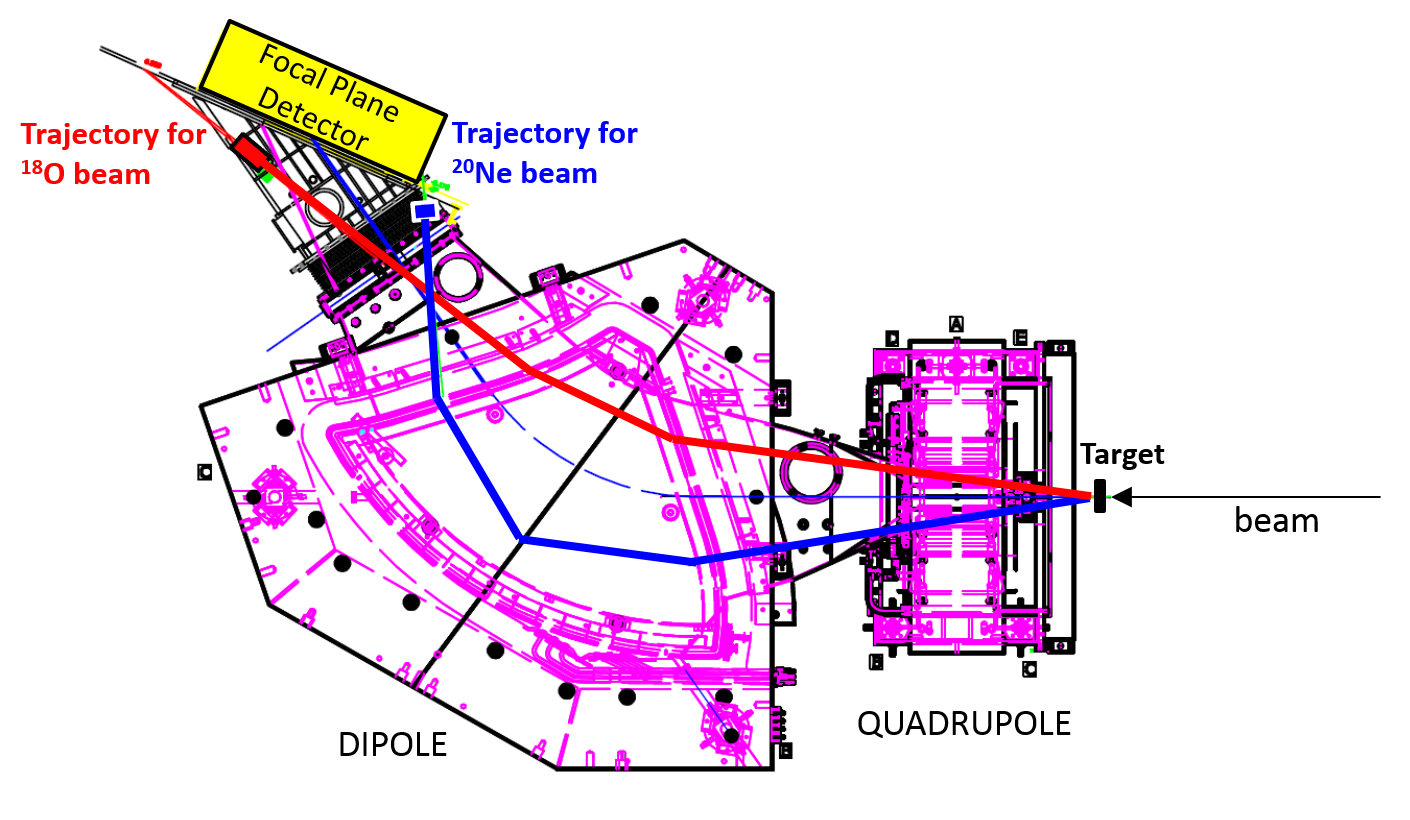 Focal Plane
Detector
Trajectory for
¹⁸O beam
Trajectory for
²⁰Ne beam
D
A
E
Target
beam
C
B
C
QUADRUPOLE
DIPOLE